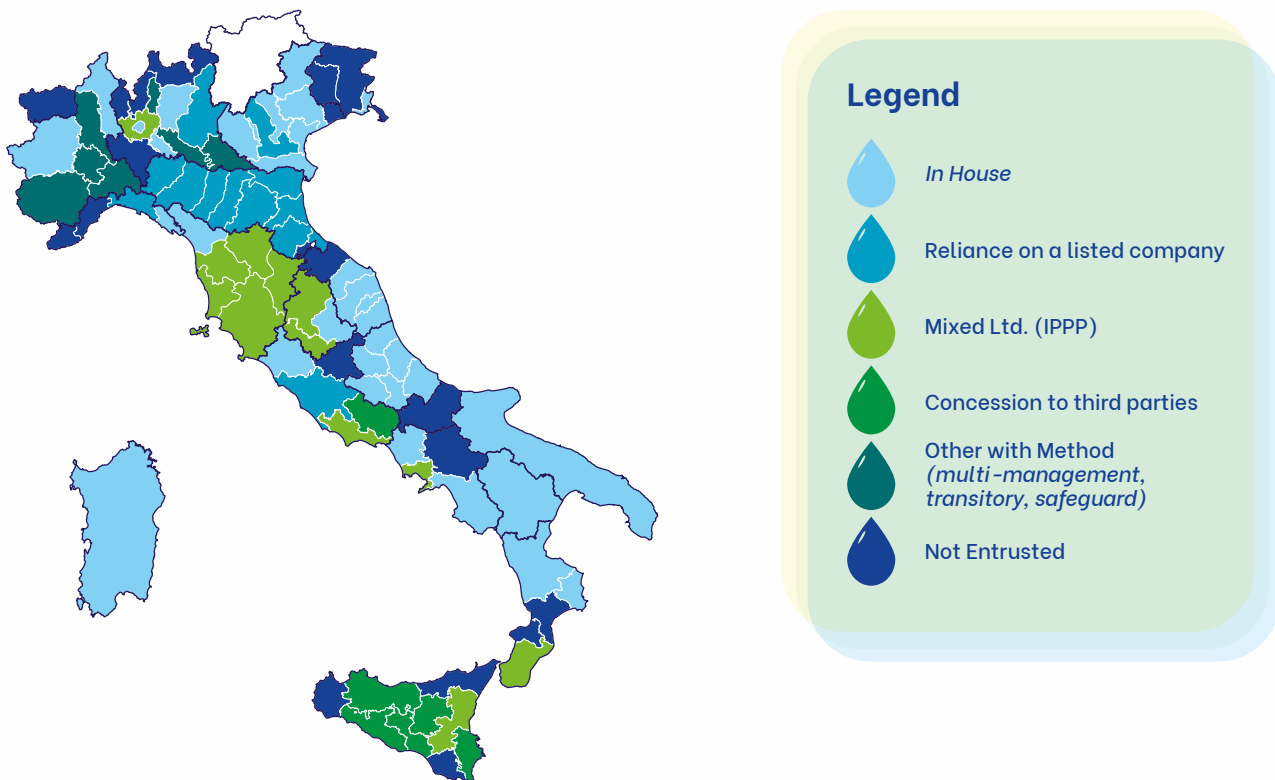 Legend
In House
Reliance on a listed company
Mixed Ltd. (IPPP)
Concession to third parties
Other with Method
(multi-management,
transitory, safeguard)
Not Entrusted